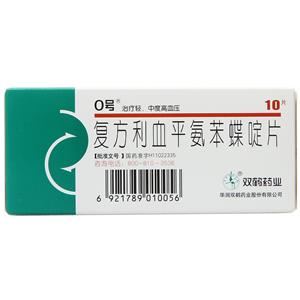 0号® 治疗轻、中度高血压 10片
复方利血平氨苯蝶啶片
【批准文号】国药准字H11022335
咨询电话：800-810-2506
双鹤药业
华润双鹤药业股份有限公司
6 921789 010056